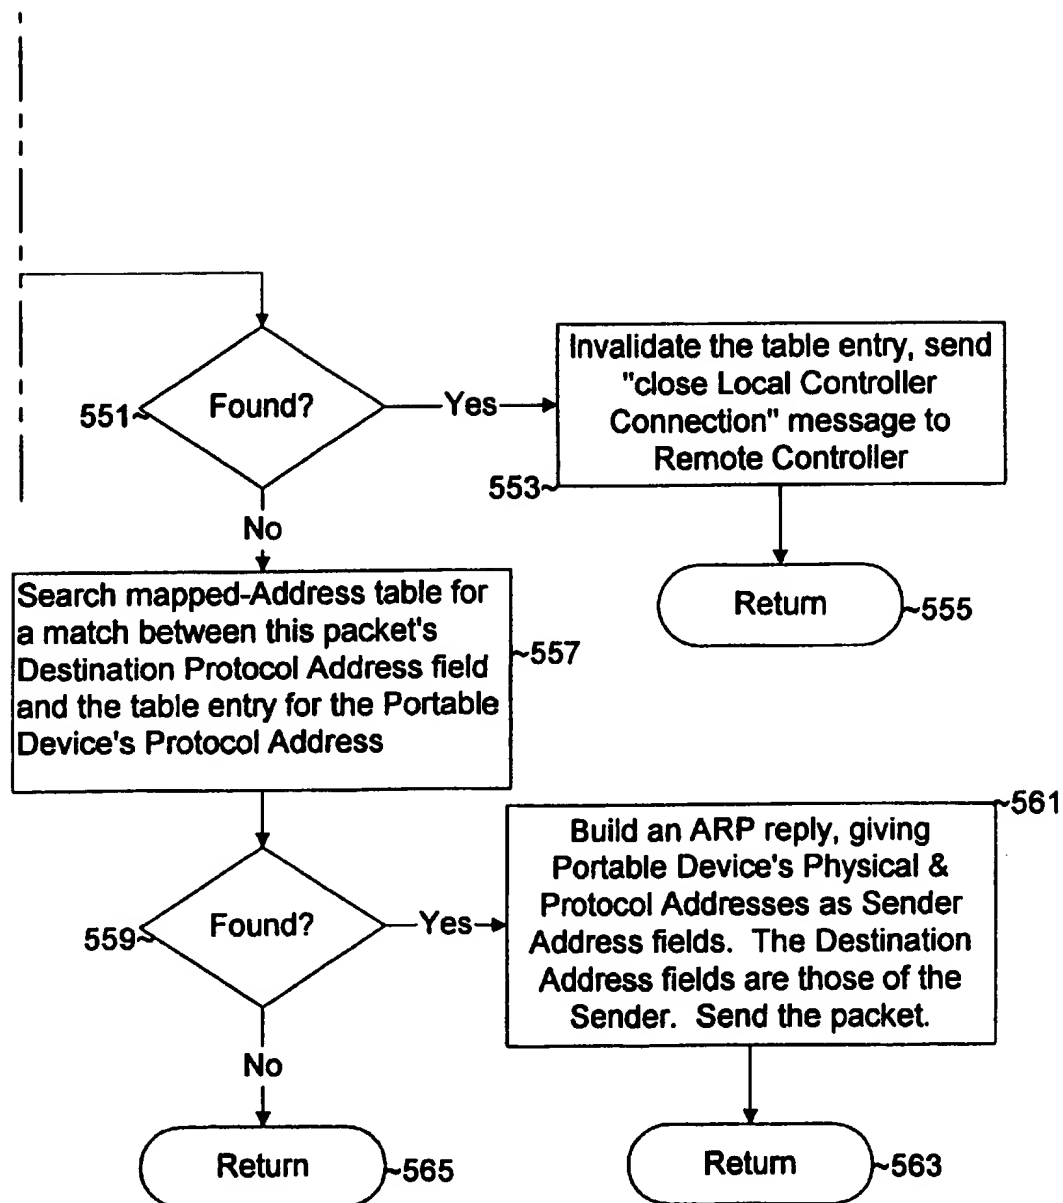 551~
Found?
Yes
Invalidate the table entry, send
"close Local Controller
Connection" message to
Remote Controller
553~
No
Return
~555
Search mapped-Address table for
a match between this packet's
Destination Protocol Address field
and the table entry for the Portable
Device's Protocol Address
~557
559~
Found?
Yes
~561
Build an ARP reply, giving
Portable Device's Physical &
Protocol Addresses as Sender
Address fields.  The Destination
Address fields are those of the
Sender.  Send the packet.
No
Return
~565
Return
~563